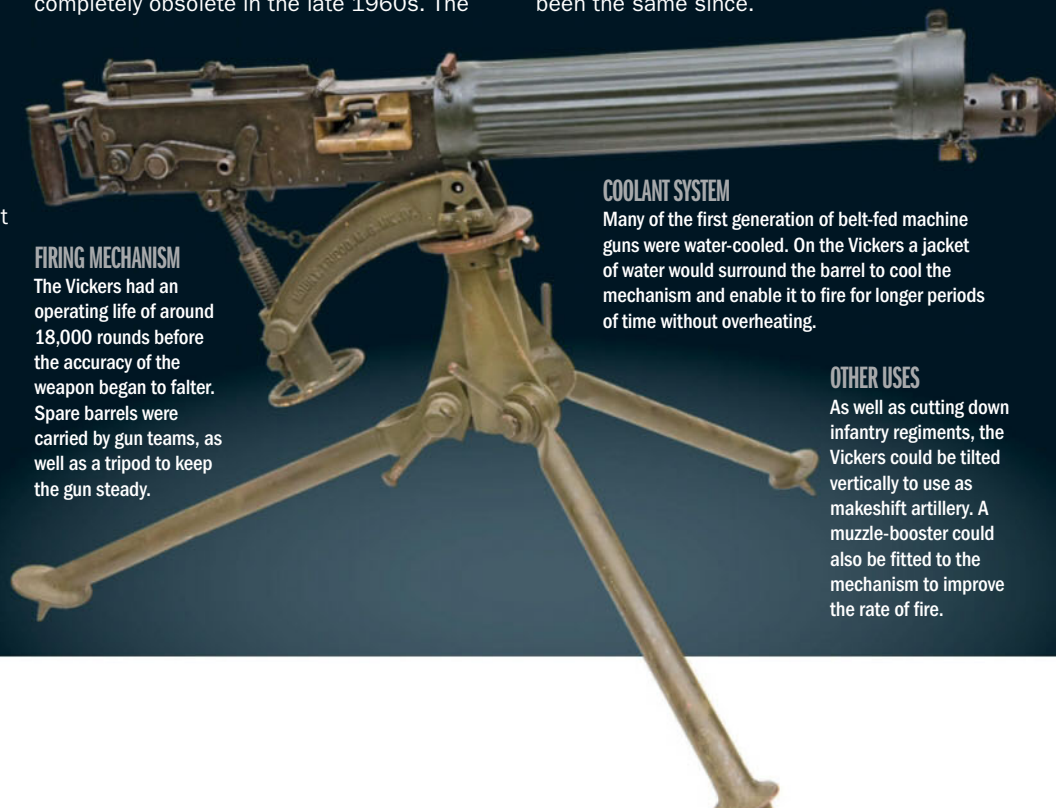 completely obsolete in the late 1960s. The
been the same since.
t
FIRING MECHANISM
The Vickers had an
operating life of around
18,000 rounds before
the accuracy of the
weapon began to falter.
Spare barrels were
carried by gun teams, as
well as a tripod to keep
the gun steady.
COOLANT SYSTEM
Many of the first generation of belt-fed machine
guns were water-cooled. On the Vickers a jacket
of water would surround the barrel to cool the
mechanism and enable it to fire for longer periods
of time without overheating.
OTHER USES
As well as cutting down
infantry regiments, the
Vickers could be tilted
vertically to use as
makeshift artillery. A
muzzle-booster could
also be fitted to the
mechanism to improve
the rate of fire.